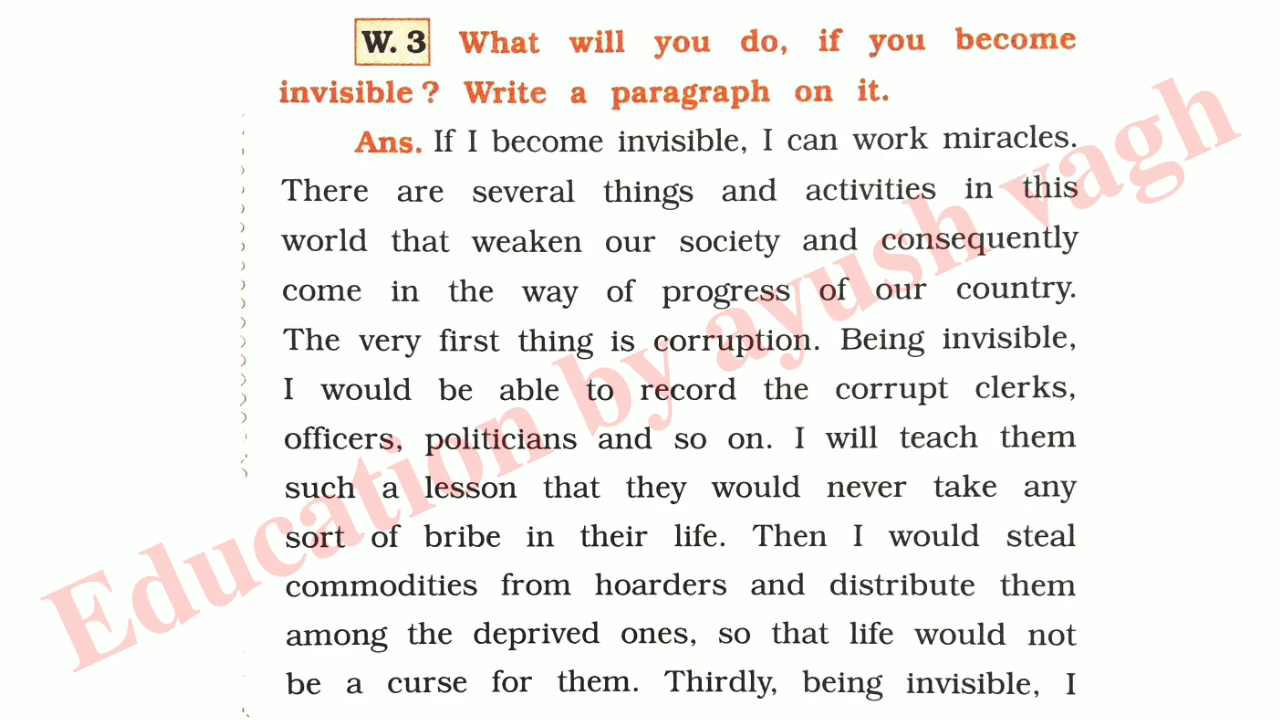 W. 3 What will you do, if you become
invisible ? Write a paragraph on it.
Ans. If I become invisible, I can work miracles.
There are several things and activities in this
world that weaken our society and consequently
come in the way of progress of our country.
The very first thing is corruption. Being invisible,
I would be able to record the corrupt clerks,
officers, politicians and so on. I will teach them
such a lesson that they would never take any
sort of bribe in their life. Then I would steal
commodities from hoarders and distribute them
among the deprived ones, so that life would not
be a curse for them. Thirdly, being invisible, I
Education by ayush vagh